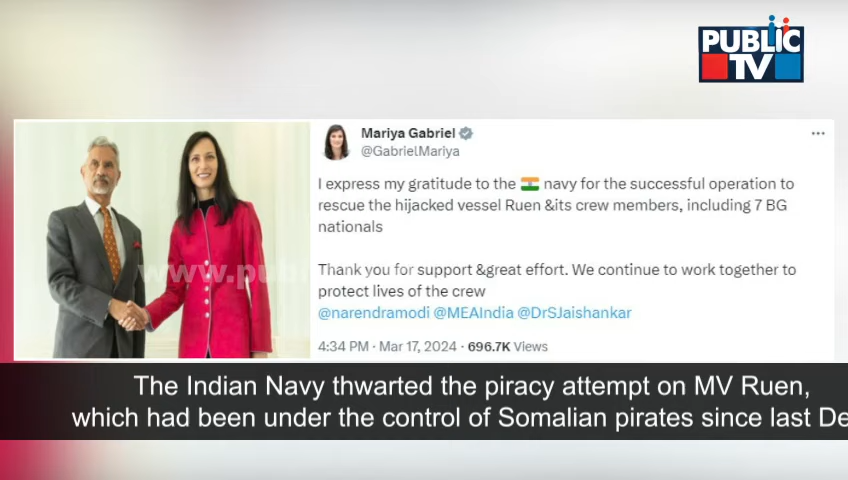 PUBLIC
TV
Mariya Gabriel
@GabrielMariya
I express my gratitude to the 🇮🇳 navy for the successful operation to
rescue the hijacked vessel Ruen &its crew members, including 7 BG
nationals
Thank you for support &great effort. We continue to work together to
protect lives of the crew
@narendramodi @MEAIndia @DrSJaishankar
4:34 PM · Mar 17, 2024 · 696.7K Views
www.pub
The Indian Navy thwarted the piracy attempt on MV Ruen,
which had been under the control of Somalian pirates since last De